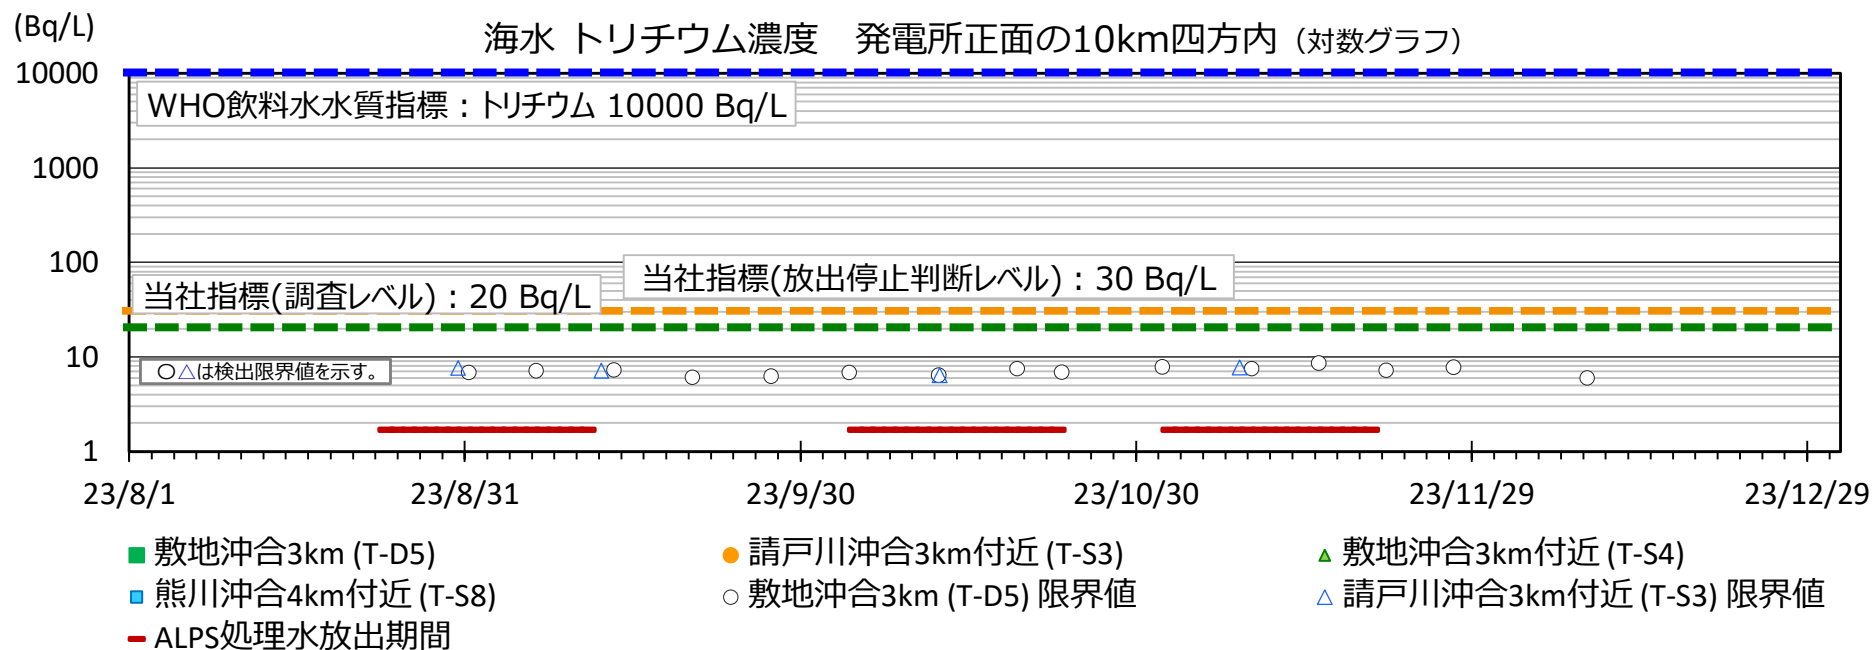 (Bq/L)
海水 トリチウム濃度　発電所正面の10km四方内（対数グラフ）
10000
WHO飲料水水質指標：トリチウム 10000 Bq/L
1000
100
当社指標(放出停止判断レベル)：30 Bq/L
当社指標(調査レベル)：20 Bq/L
10
○△は検出限界値を示す。
1
23/8/1 23/8/31 23/9/30 23/10/30 23/11/29 23/12/29
敷地沖合3km (T-D5) 請戸川沖合3km付近 (T-S3) 敷地沖合3km付近 (T-S4)
熊川沖合4km付近 (T-S8) 敷地沖合3km (T-D5) 限界値 請戸川沖合3km付近 (T-S3) 限界値
ALPS処理水放出期間